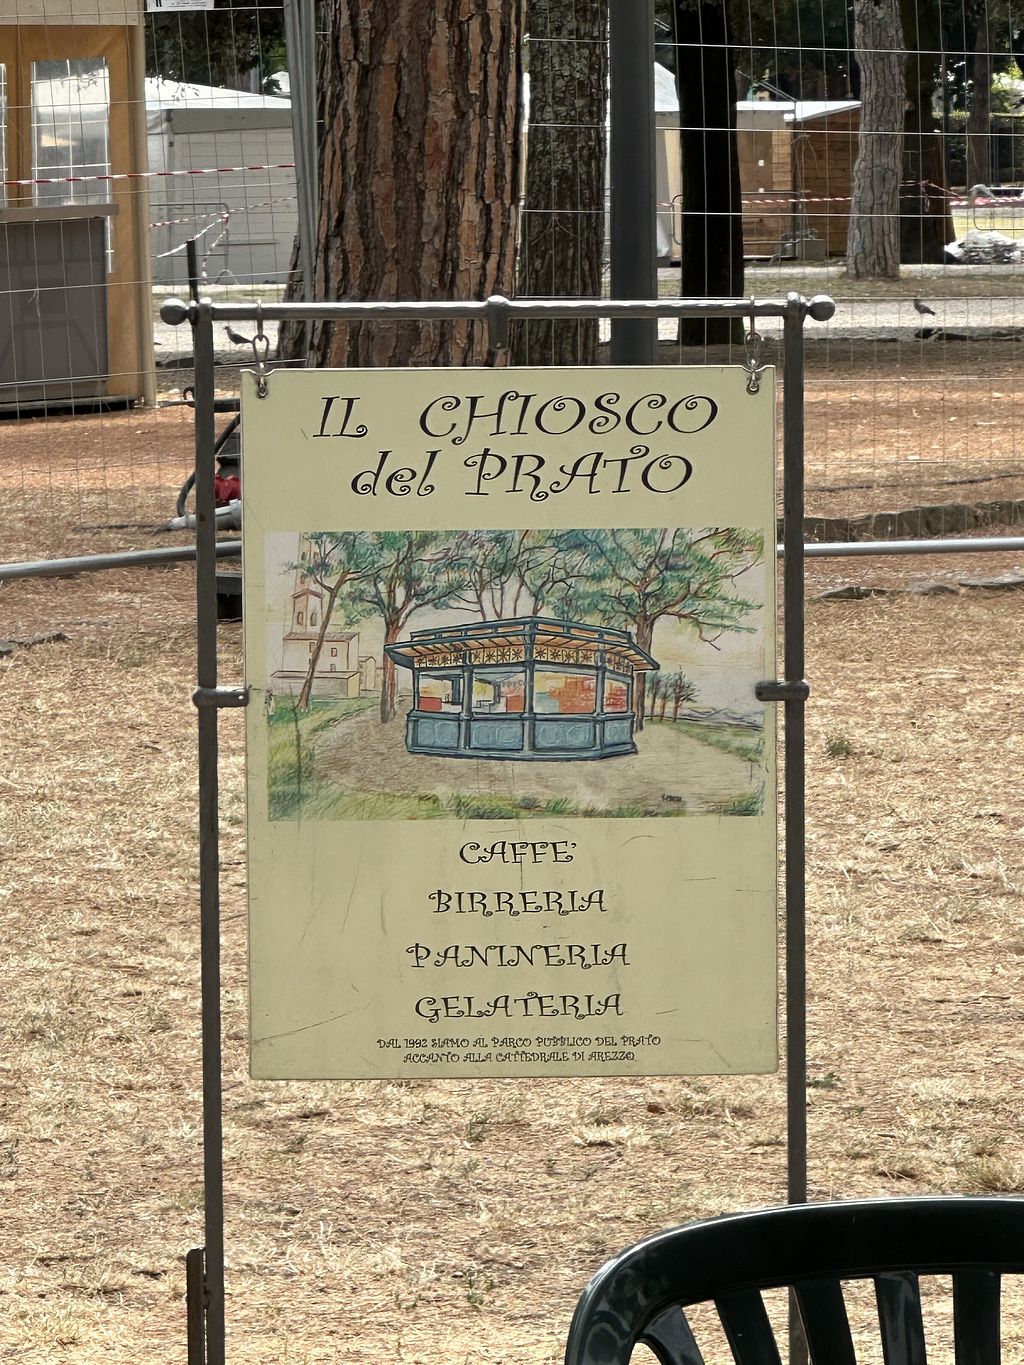 IL CHIOSCO
del PRATO
CAFFE'
BIRRERIA
PANINERIA
GELATERIA
DAL 1992 SIAMO AL PARCO PUBBLICO DEL PRATO
ACCANTO ALLA CATTEDRALE DI AREZZO